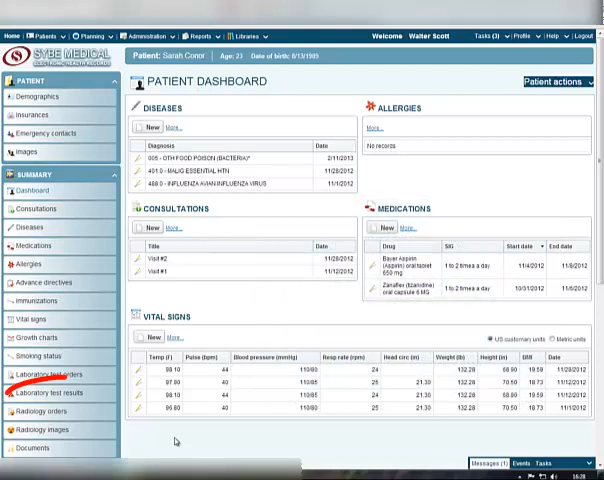 Home Patients Planning Administration Reports Libraries Welcome Walter Scott Tasks (3) Profile Help Logout
SYBE MEDICAL
ELECTRONIC HEALTH RECORDS
Patient: Sarah Conor Age: 23 Date of birth: 8/13/1989
PATIENT
Demographics
Insurances
Emergency contacts
Images
SUMMARY
Dashboard
Consultations
Diseases
Medications
Allergies
Advance directives
Immunizations
Vital signs
Growth charts
Smoking status
Laboratory test orders
Laboratory test results
Radiology orders
Radiology images
Documents
PATIENT DASHBOARD
Patient actions
DISEASES
New More...
Diagnosis Date
005 - OTH FOOD POISON (BACTERIA)* 2/11/2013
401.0 - MALIG ESSENTIAL HTN 11/28/2012
488.0 - INFLUENZA AVIAN INFLUENZA VIRUS 11/1/2012
ALLERGIES
More...
No records
CONSULTATIONS
New More...
Title Date
Visit #2 11/28/2012
Visit #1 11/12/2012
MEDICATIONS
New More...
Drug SIG Start date End date
Bayer Aspirin
(Aspirin) oral tablet
650 mg
1 to 2 times a day 11/4/2012 11/8/2012
Zanaflex (tizanidine)
oral capsule 6 MG
1 to 2 times a day 10/31/2012 11/6/2012
VITAL SIGNS
New More...
US customary units Metric units
Temp (F) Pulse (bpm) Blood pressure (mmHg) Resp rate (rpm) Head circ (in) Weight (lb) Height (in) BMI Date
98.10 44 110/80 24 132.28 68.90 19.59 11/28/2012
97.90 40 110/80 25 21.30 132.28 70.50 18.73 11/12/2012
98.10 44 110/85 24 21.30 132.28 68.90 19.59 11/12/2012
96.80 40 110/85 25 21.30 132.28 70.50 18.73 11/1/2012
Messages (1) Events Tasks
16:28